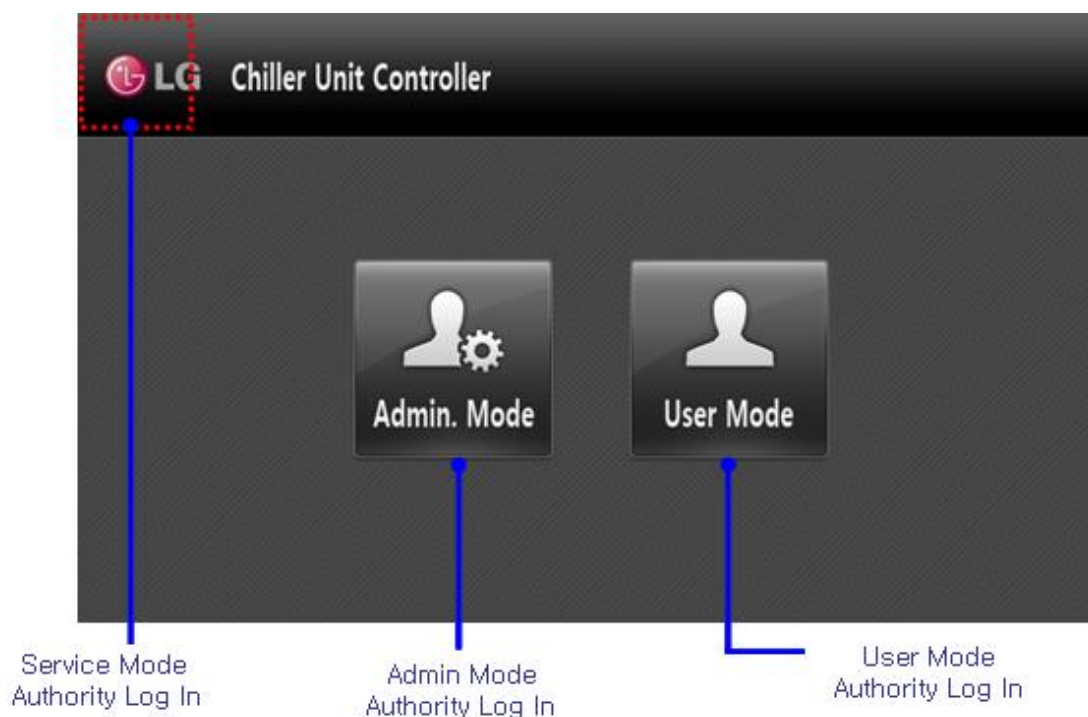 LG Chiller Unit Controller
Admin. Mode
User Mode
Service Mode
Authority Log In
Admin Mode
Authority Log In
User Mode
Authority Log In